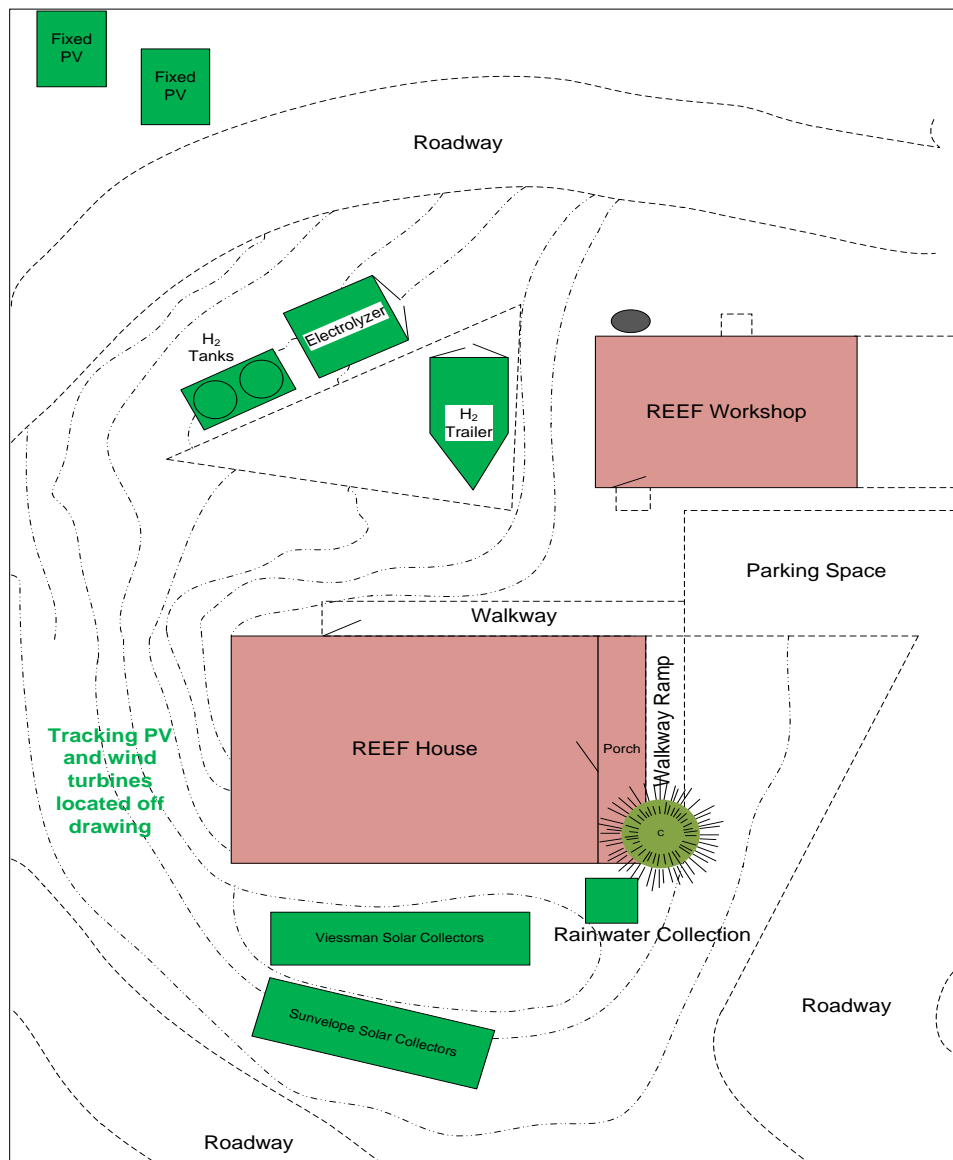 Fixed
PV
Fixed
PV
Roadway
Electrolyzer
H₂
Tanks
H₂
Trailer
REEF Workshop
Parking Space
Walkway
Walkway Ramp
REEF House
Porch
Tracking PV
and wind
turbines
located off
drawing
C
Viessman Solar Collectors
Rainwater Collection
Sunvelope Solar Collectors
Roadway
Roadway